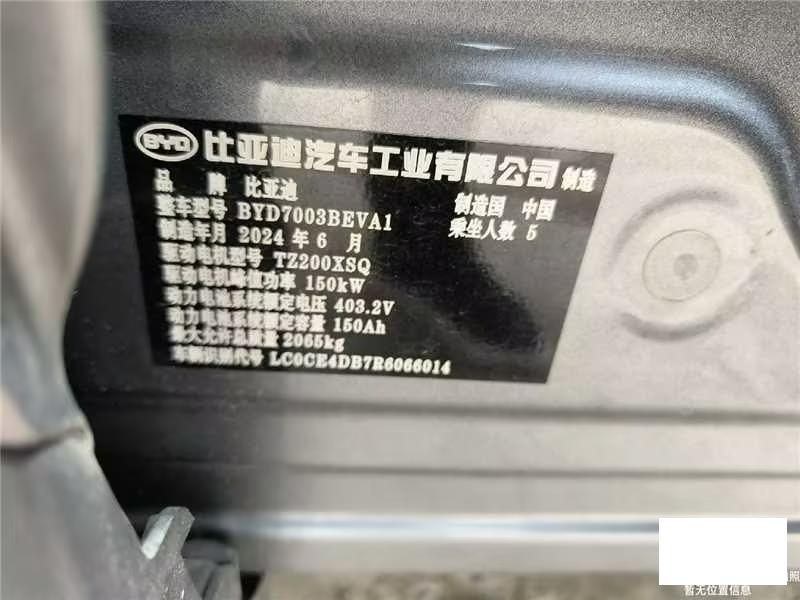 BYD 比亚迪汽车工业有限公司 制造
品 牌 比亚迪 制造国 中国
整车型号 BYD7003BEVA1 乘坐人数 5
制造年月 2024 年 6 月
驱动电机型号 TZ200XSQ
驱动电机峰值功率 150kW
动力电池系统额定电压 403.2V
动力电池系统额定容量 150Ah
最大允许总质量 2065kg
车辆识别代号 LC0CE4DB7R6066014
照
暂无位置信息